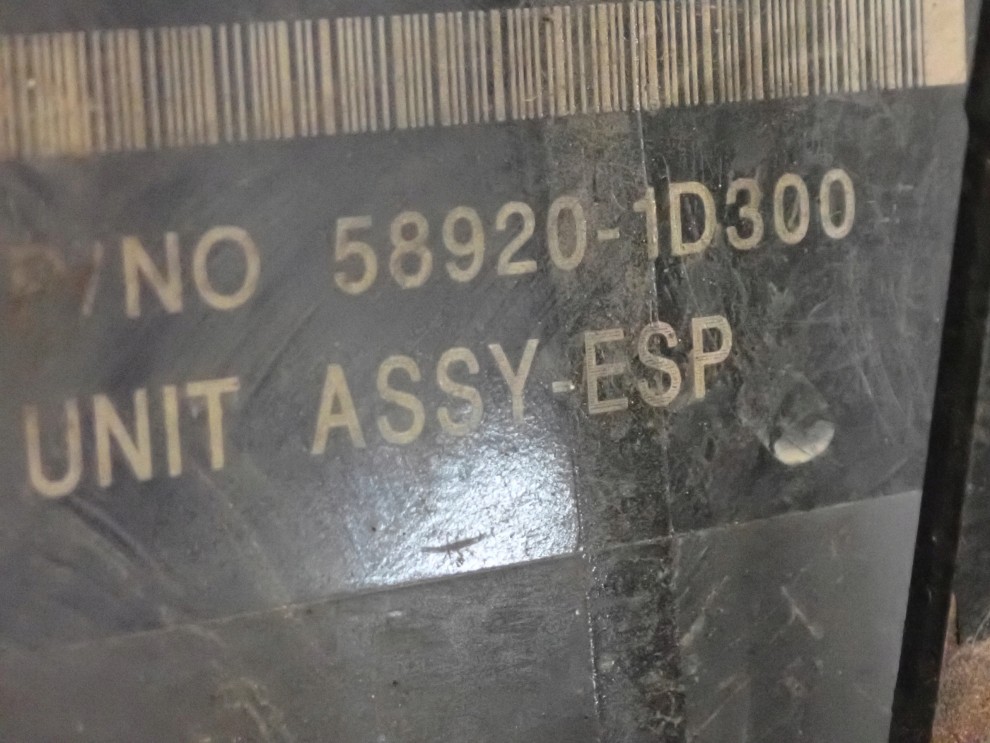 P/NO 58920-1D300
UNIT ASSY-ESP